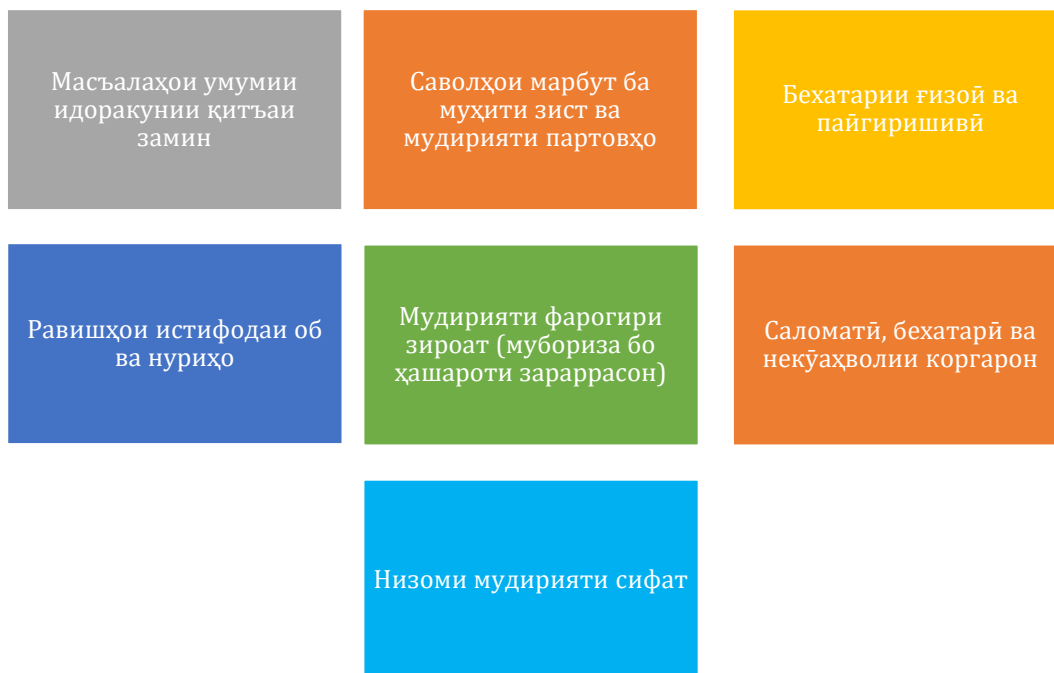 Масъалаҳои умумии
идоракунии қитъаи
замин
Саволҳои марбут ба
муҳити зист ва
мудирияти партовҳо
Бехатарии ғизоӣ ва
пайгиришивӣ
Равишҳои истифодаи об
ва нуриҳо
Мудирияти фарогири
зироат (мубориза бо
ҳашароти зараррасон)
Саломатӣ, бехатарӣ ва
некӯаҳволии коргарон
Низоми мудирияти сифат